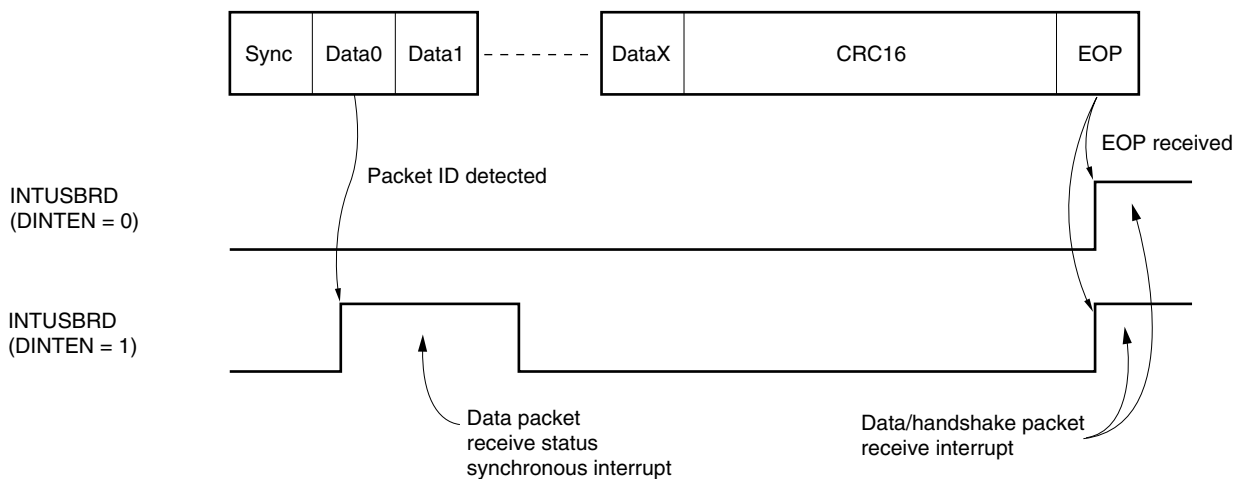 Sync Data0 Data1 DataX CRC16 EOP
EOP received
Packet ID detected
INTUSBRD
(DINTEN = 0)
INTUSBRD
(DINTEN = 1)
Data packet
receive status
synchronous interrupt
Data/handshake packet
receive interrupt